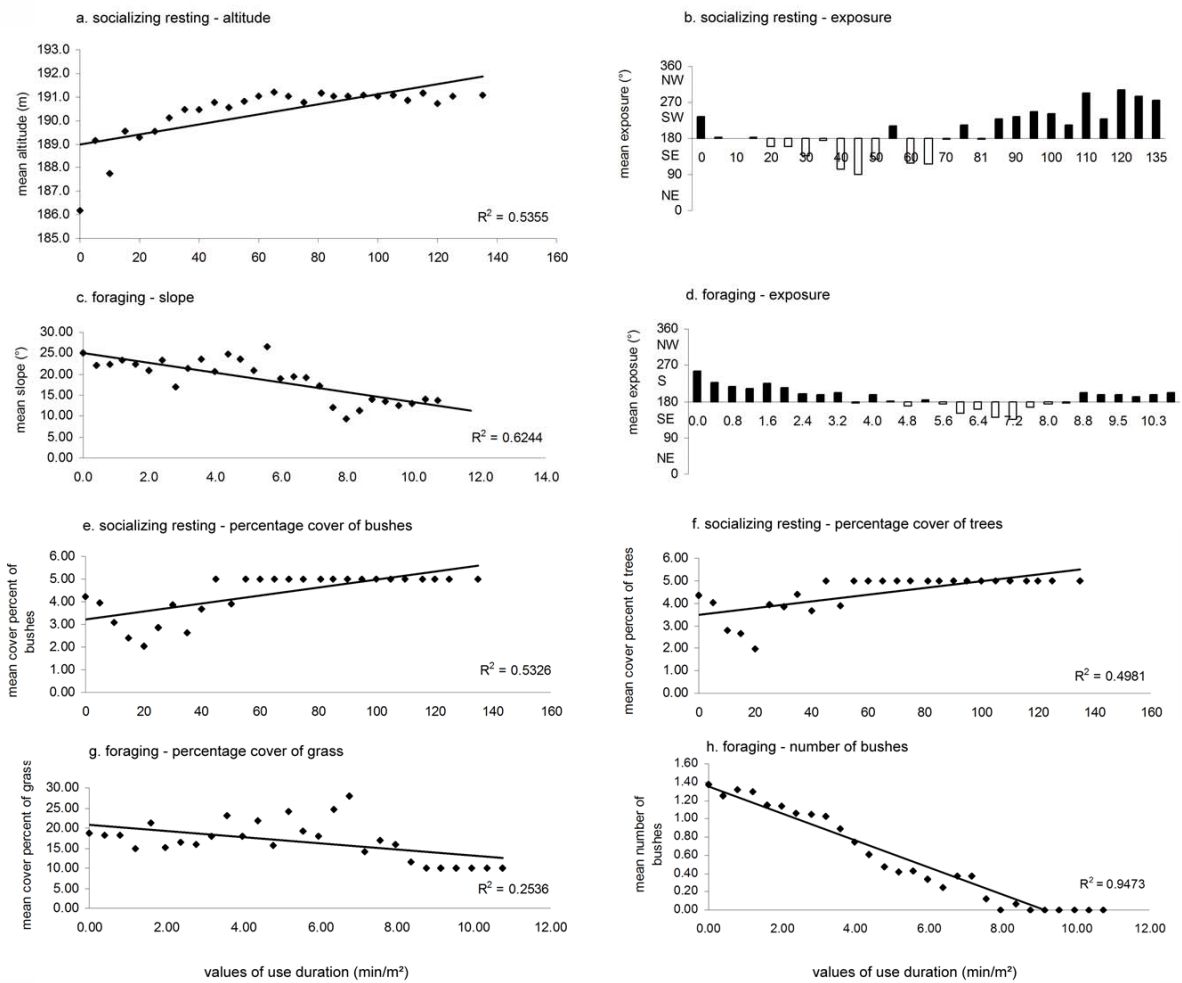 a. socializing resting - altitude
193.0
192.0
191.0
190.0
189.0
188.0
187.0
186.0
185.0
mean altitude (m)
R² = 0.5355
0 20 40 60 80 100 120 140 160
b. socializing resting - exposure
360
NW
270
SW
180
SE
90
NE
0
mean exposure (°)
0 10 20 30 40 50 60 70 81 90 100 110 120 135
c. foraging - slope
30.00
25.00
20.00
15.00
10.00
5.00
0.00
mean slope (°)
R² = 0.6244
0.0 2.0 4.0 6.0 8.0 10.0 12.0 14.0
d. foraging - exposure
360
NW
270
S
180
SE
90
NE
0
mean exposue (°)
0.0 0.8 1.6 2.4 3.2 4.0 4.8 5.6 6.4 7.2 8.0 8.8 9.5 10.3
e. socializing resting - percentage cover of bushes
6.00
5.00
4.00
3.00
2.00
1.00
0.00
mean cover percent of
bushes
R² = 0.5326
0 20 40 60 80 100 120 140 160
f. socializing resting - percentage cover of trees
6.00
5.00
4.00
3.00
2.00
1.00
0.00
mean cover percent of trees
R² = 0.4981
0 20 40 60 80 100 120 140 160
g. foraging - percentage cover of grass
30.00
25.00
20.00
15.00
10.00
5.00
0.00
mean cover percent of grass
R² = 0.2536
0.00 2.00 4.00 6.00 8.00 10.00 12.00
values of use duration (min/m²)
h. foraging - number of bushes
1.60
1.40
1.20
1.00
0.80
0.60
0.40
0.20
0.00
mean number of
bushes
R² = 0.9473
0.00 2.00 4.00 6.00 8.00 10.00 12.00
values of use duration (min/m²)